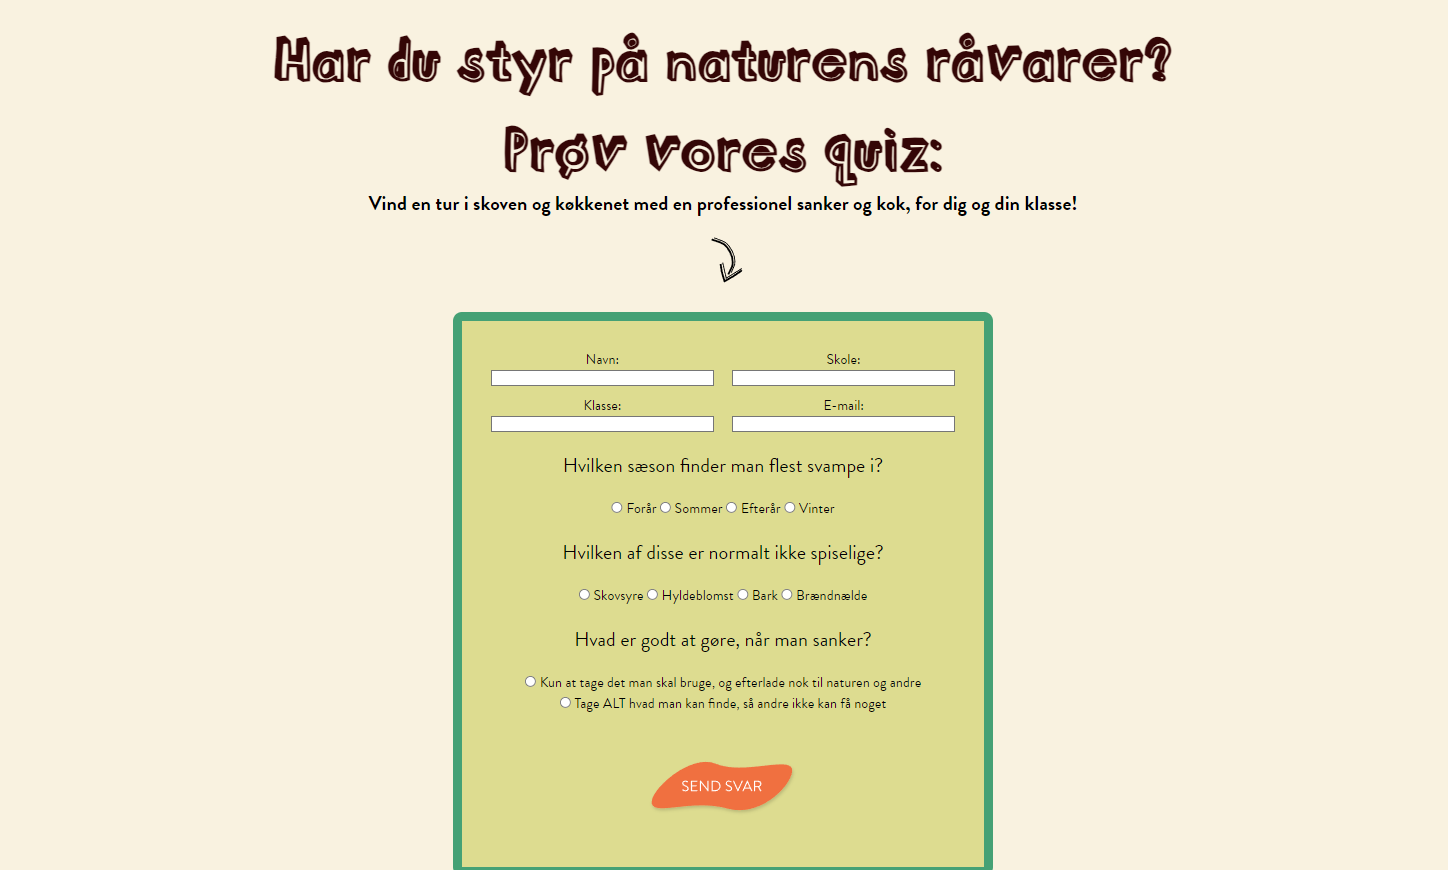 Har du styr på naturens råvarer?
Prøv vores quiz:
Vind en tur i skoven og køkkenet med en professionel sanker og kok, for dig og din klasse!
Navn: Skole:
Klasse: E-mail:
Hvilken sæson finder man flest svampe i?
Forår Sommer Efterår Vinter
Hvilken af disse er normalt ikke spiselige?
Skovsyre Hyldeblomst Bark Brændnælde
Hvad er godt at gøre, når man sanker?
Kun at tage det man skal bruge, og efterlade nok til naturen og andre
Tage ALT hvad man kan finde, så andre ikke kan få noget
SEND SVAR